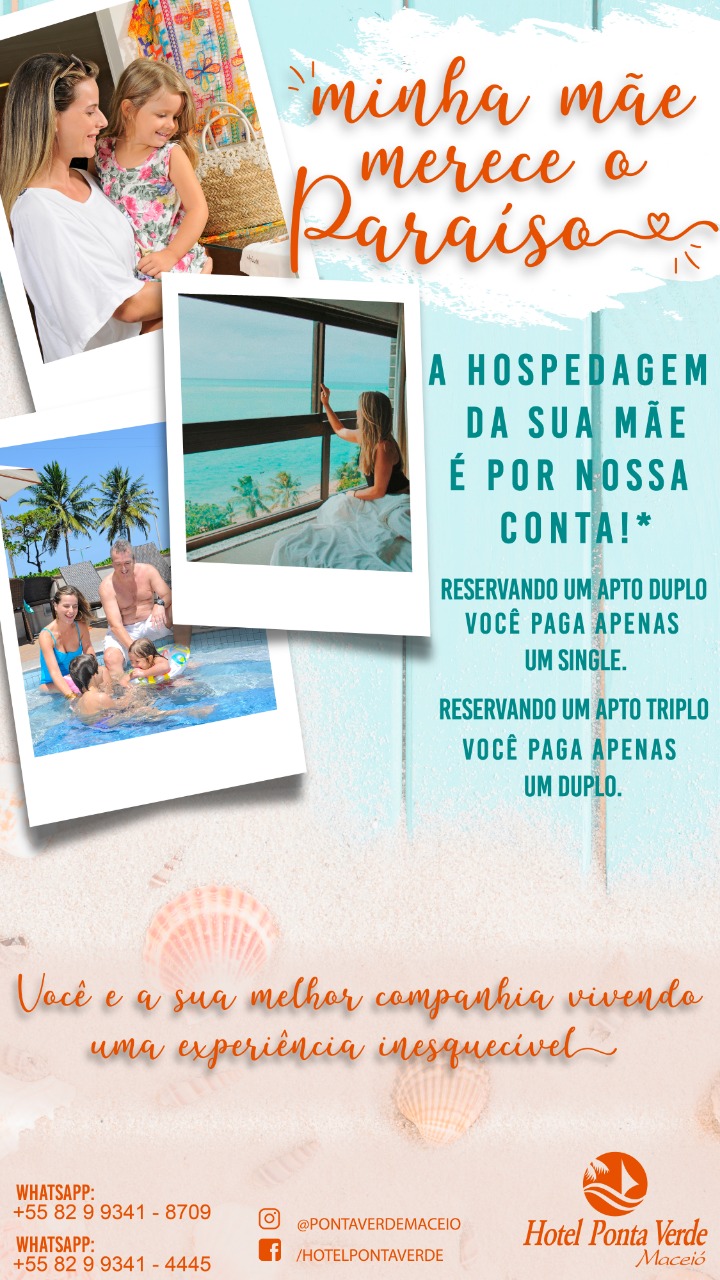 minha mãe
merece o
Paraíso
A HOSPEDAGEM
DA SUA MÃE
É POR NOSSA
CONTA!*
RESERVANDO UM APTO DUPLO
VOCÊ PAGA APENAS
UM SINGLE.
RESERVANDO UM APTO TRIPLO
VOCÊ PAGA APENAS
UM DUPLO.
Você e a sua melhor companhia vivendo
uma experiência inesquecível
WHATSAPP:
+55 82 9 9341 - 8709
WHATSAPP:
+55 82 9 9341 - 4445
@PONTAVERDEMACEIO
/HOTELPONTAVERDE
Hotel Ponta Verde
Maceió